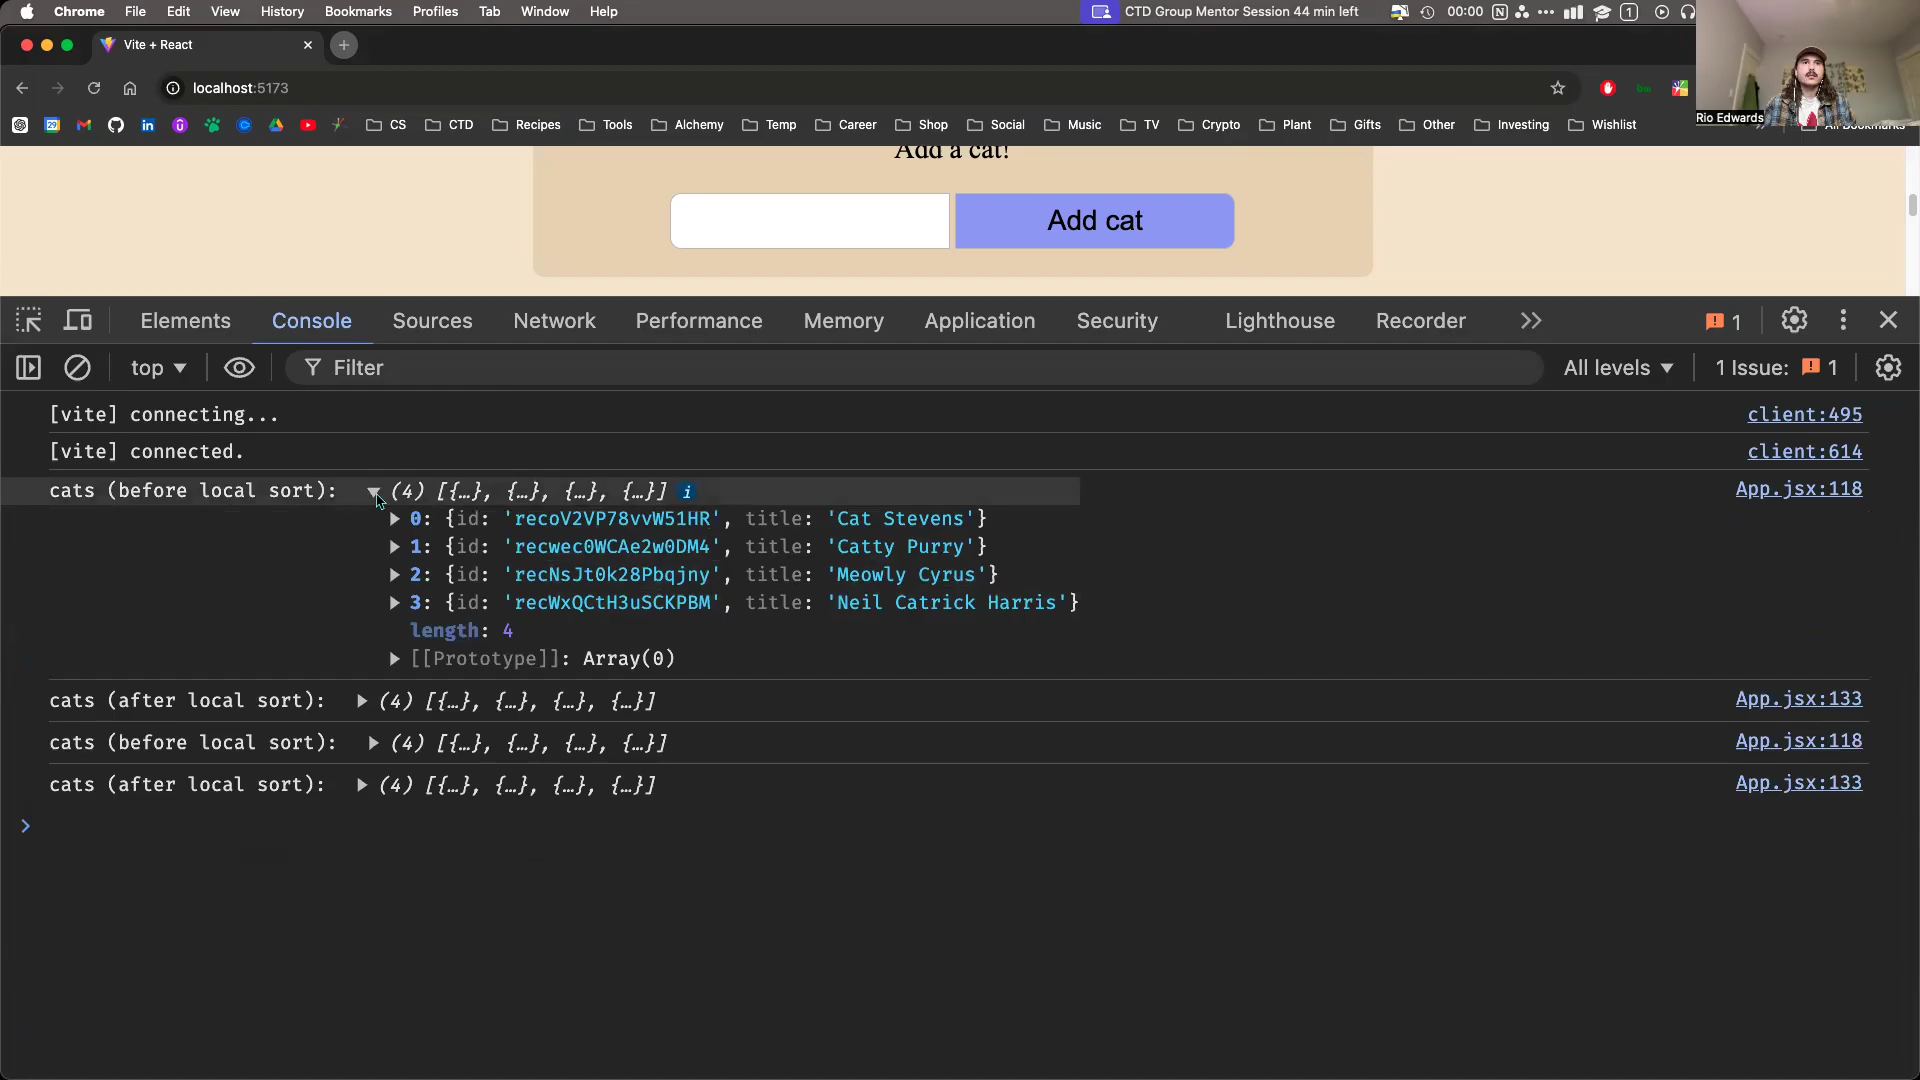 Chrome File Edit View History Bookmarks Profiles Tab Window Help CTD Group Mentor Session 44 min left 00:00 1
Vite + React
localhost:5173
CS CTD Recipes Tools Alchemy Temp Career Shop Social Music TV Crypto Plant Gifts Other Investing Wishlist All Bookmarks
Rio Edwards
Add a cat!
Add cat
Elements Console Sources Network Performance Memory Application Security Lighthouse Recorder 1
top Filter All levels 1 Issue: 1
[vite] connecting... client:495
[vite] connected. client:614
cats (before local sort): (4) [{…}, {…}, {…}, {…}] i App.jsx:118
0: {id: 'recoV2VP78vvW51HR', title: 'Cat Stevens'}
1: {id: 'recwec0WCAe2w0DM4', title: 'Catty Purry'}
2: {id: 'recNsJt0k28Pbqjny', title: 'Meowly Cyrus'}
3: {id: 'recWxQCtH3uSCKPBM', title: 'Neil Catrick Harris'}
length: 4
[[Prototype]]: Array(0)
cats (after local sort): (4) [{…}, {…}, {…}, {…}] App.jsx:133
cats (before local sort): (4) [{…}, {…}, {…}, {…}] App.jsx:118
cats (after local sort): (4) [{…}, {…}, {…}, {…}] App.jsx:133